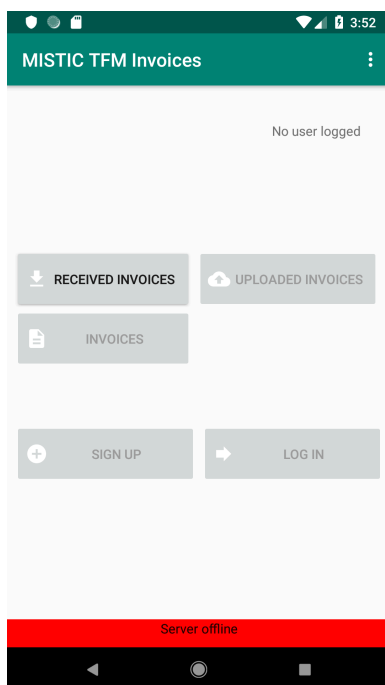 3:52
MISTIC TFM Invoices
No user logged
RECEIVED INVOICES
UPLOADED INVOICES
INVOICES
SIGN UP
LOG IN
Server offline